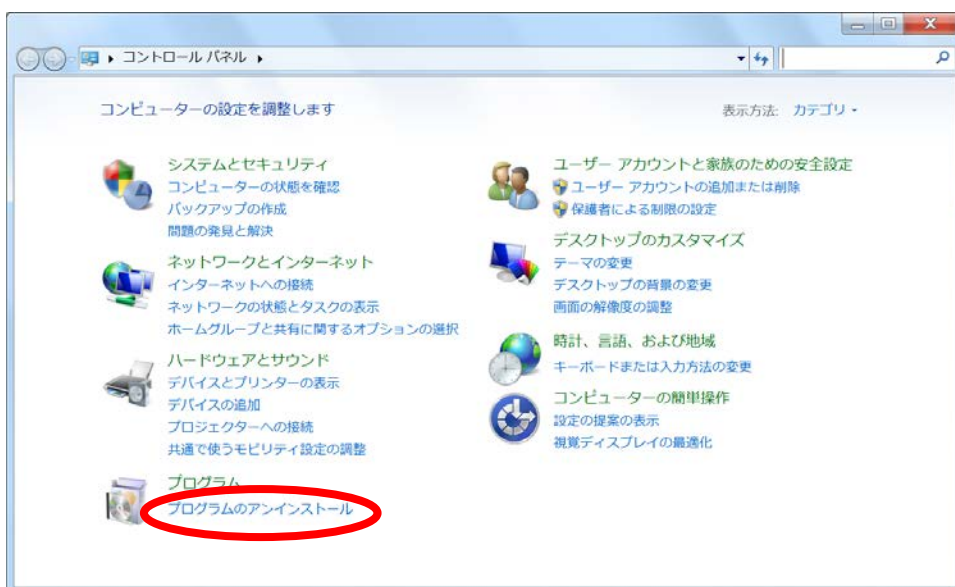 コントロール パネル
コンピューターの設定を調整します
表示方法: カテゴリ
システムとセキュリティ
コンピューターの状態を確認
バックアップの作成
問題の発見と解決
ネットワークとインターネット
インターネットへの接続
ネットワークの状態とタスクの表示
ホームグループと共有に関するオプションの選択
ハードウェアとサウンド
デバイスとプリンターの表示
デバイスの追加
プロジェクターへの接続
共通で使うモビリティ設定の調整
プログラム
プログラムのアンインストール
ユーザー アカウントと家族のための安全設定
ユーザー アカウントの追加または削除
保護者による制限の設定
デスクトップのカスタマイズ
テーマの変更
デスクトップの背景の変更
画面の解像度の調整
時計、言語、および地域
キーボードまたは入力方法の変更
コンピューターの簡単操作
設定の提案の表示
視覚ディスプレイの最適化